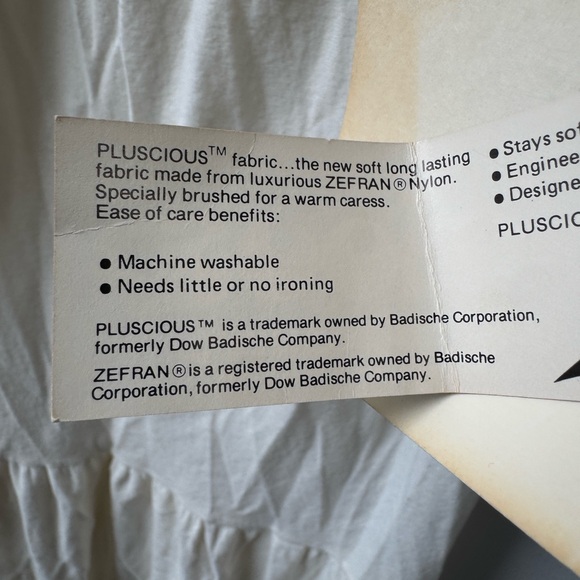 PLUSCIOUS™ fabric...the new soft long lasting
fabric made from luxurious ZEFRAN® Nylon.
Specially brushed for a warm caress.
Ease of care benefits:
● Machine washable
● Needs little or no ironing
PLUSCIOUS™ is a trademark owned by Badische Corporation,
formerly Dow Badische Company.
ZEFRAN® is a registered trademark owned by Badische
Corporation, formerly Dow Badische Company.
● Stays
● 
●